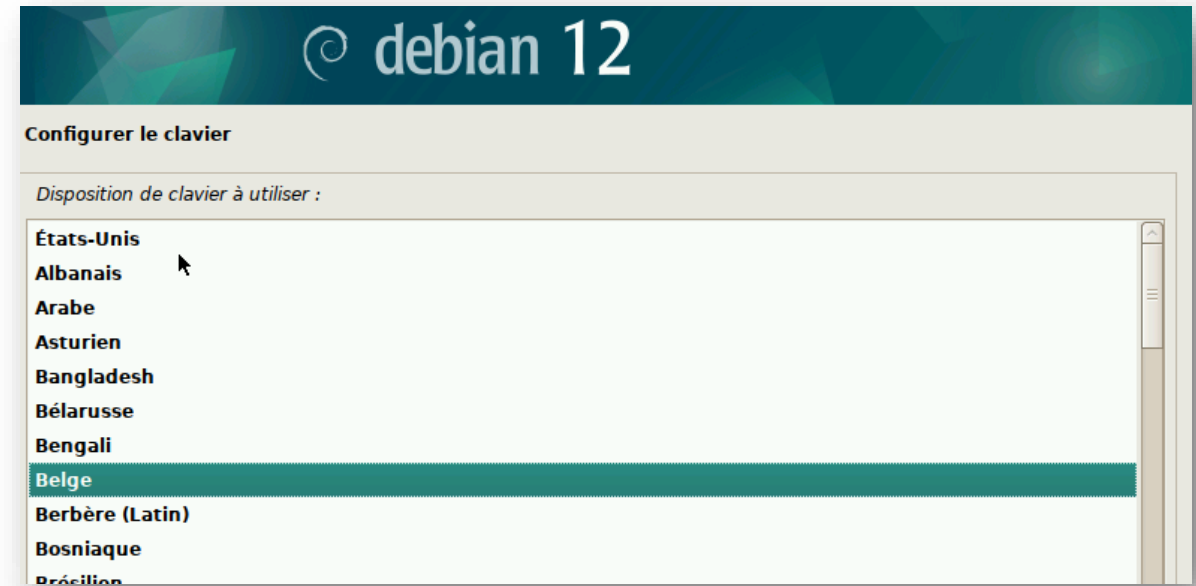 debian 12
Configurer le clavier
Disposition de clavier à utiliser :
États-Unis
Albanais
Arabe
Asturien
Bangladesh
Bélarusse
Bengali
Belge
Berbère (Latin)
Bosniaque
Brésilien